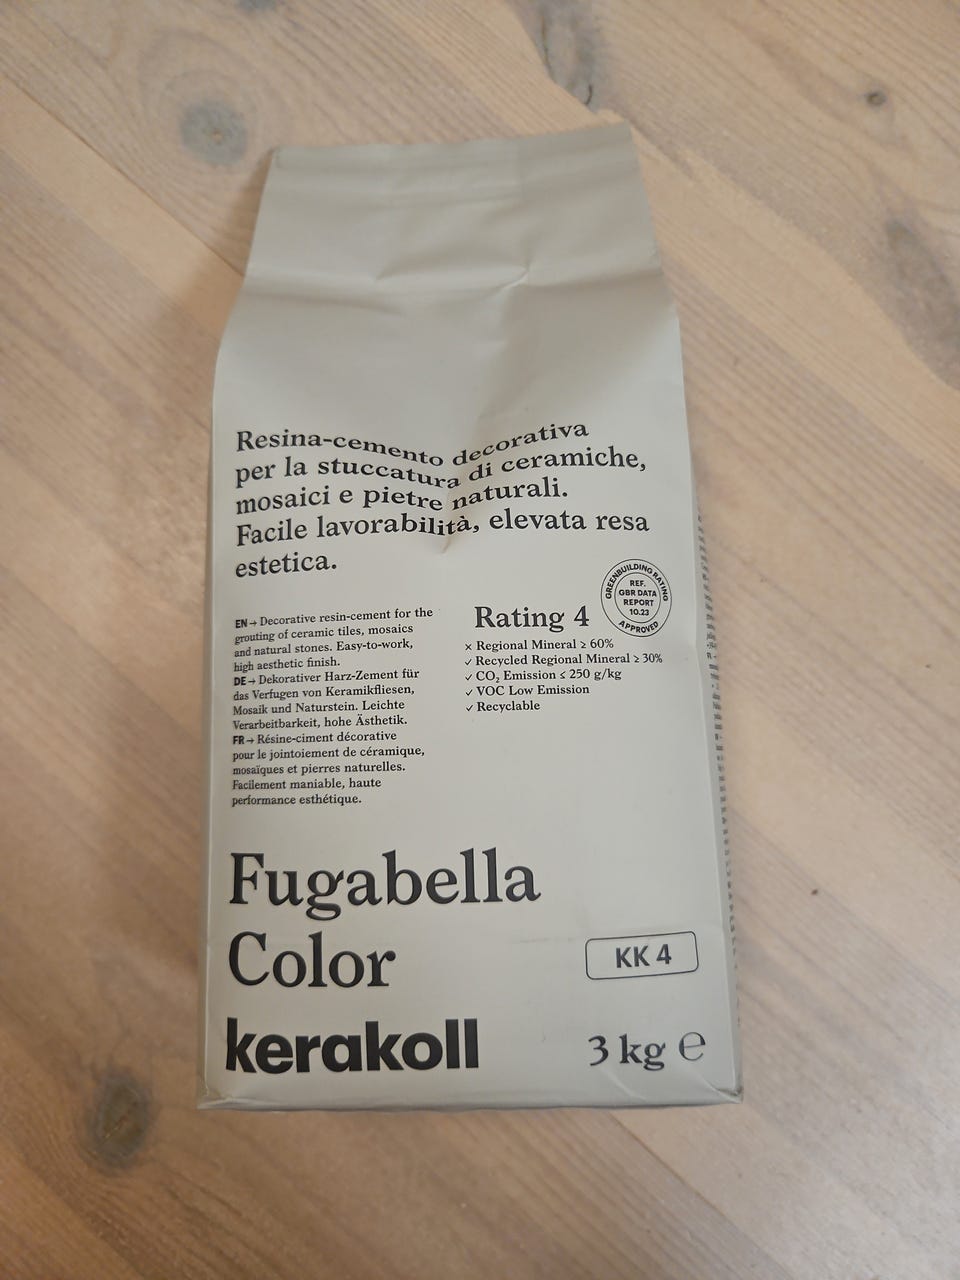 Resina-cemento decorativa
per la stuccatura di ceramiche,
mosaici e pietre naturali.
Facile lavorabilità, elevata resa
estetica.
EN → Decorative resin-cement for the
grouting of ceramic tiles, mosaics
and natural stones. Easy-to-work,
high aesthetic finish.
DE → Dekorativer Harz-Zement für
das Verfugen von Keramikfliesen,
Mosaik und Naturstein. Leichte
Verarbeitbarkeit, hohe Ästhetik.
FR → Résine-ciment décorative
pour le jointoiement de céramique,
mosaïques et pierres naturelles.
Facilement maniable, haute
performance esthétique.
Rating 4
× Regional Mineral ≥ 60%
✓ Recycled Regional Mineral ≥ 30%
✓ CO₂ Emission ≤ 250 g/kg
✓ VOC Low Emission
✓ Recyclable
GREENBUILDING RATING
REF.
GBR DATA
REPORT
10.23
APPROVED
Fugabella
Color
KK 4
kerakoll
3 kg ℮